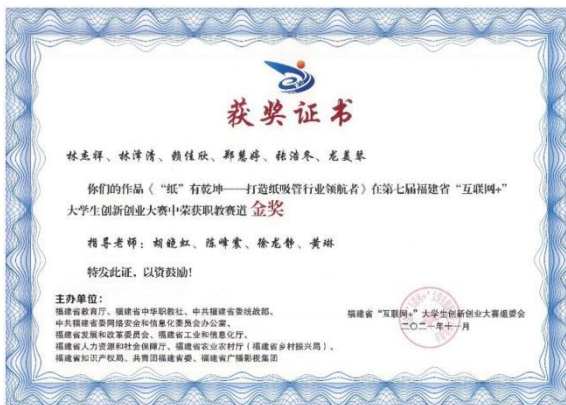 获奖证书
林志祥、林泽清、赖佳欣、郑慧婷、张浩冬、龙美琴
你们的作品《“纸”有乾坤——打造纸吸管行业领航者》在第七届福建省“互联网+”
大学生创新创业大赛中荣获职教赛道 金奖
指导老师：胡晓虹、陈峰震、徐龙静、黄琳
特发此证，以资鼓励！
主办单位：
福建省教育厅、福建省中华职教社、中共福建省委统战部、
中共福建省委网络安全和信息化委员会办公室、
福建省发展和改革委员会、福建省工业和信息化厅、
福建省人力资源和社会保障厅、福建省农业农村厅（福建省乡村振兴局）、
福建省知识产权局、共青团福建省委、福建省广播影视集团
福建省“互联网+”大学生创新创业大赛组委会
二〇二一年十一月